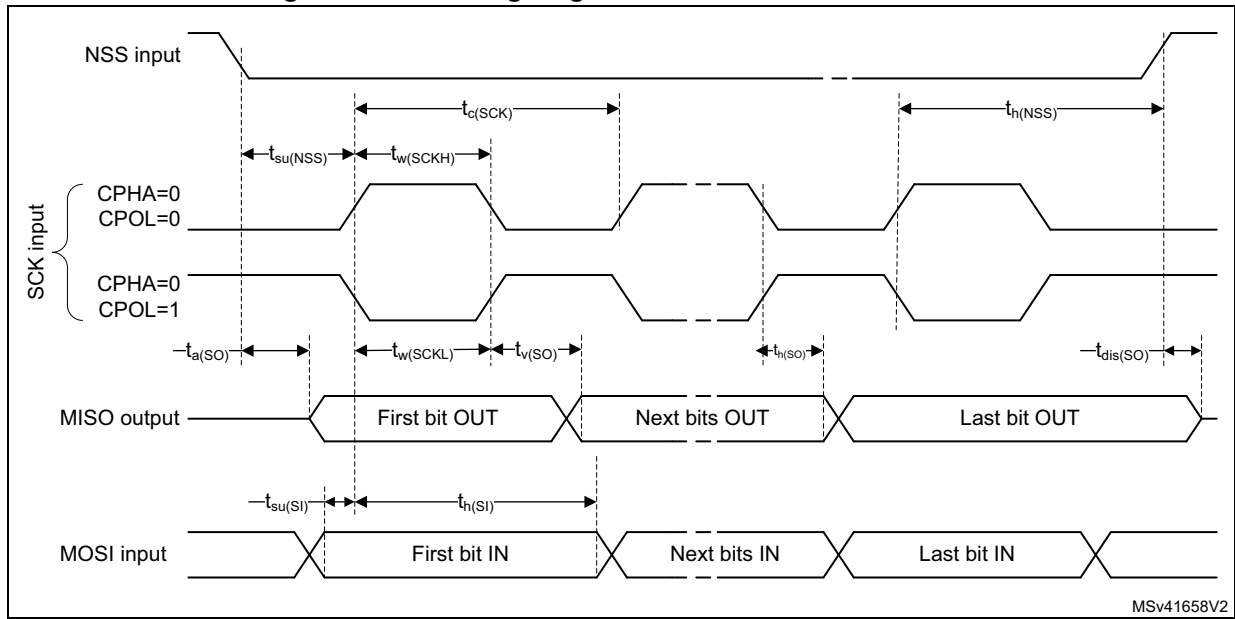 NSS input
tc(SCK)
th(NSS)
tsu(NSS)
tw(SCKH)
CPHA=0
CPOL=0
SCK input
CPHA=0
CPOL=1
ta(SO)
tw(SCKL)
tv(SO)
th(SO)
tdis(SO)
MISO output
First bit OUT
Next bits OUT
Last bit OUT
tsu(SI)
th(SI)
MOSI input
First bit IN
Next bits IN
Last bit IN
MSv41658V2